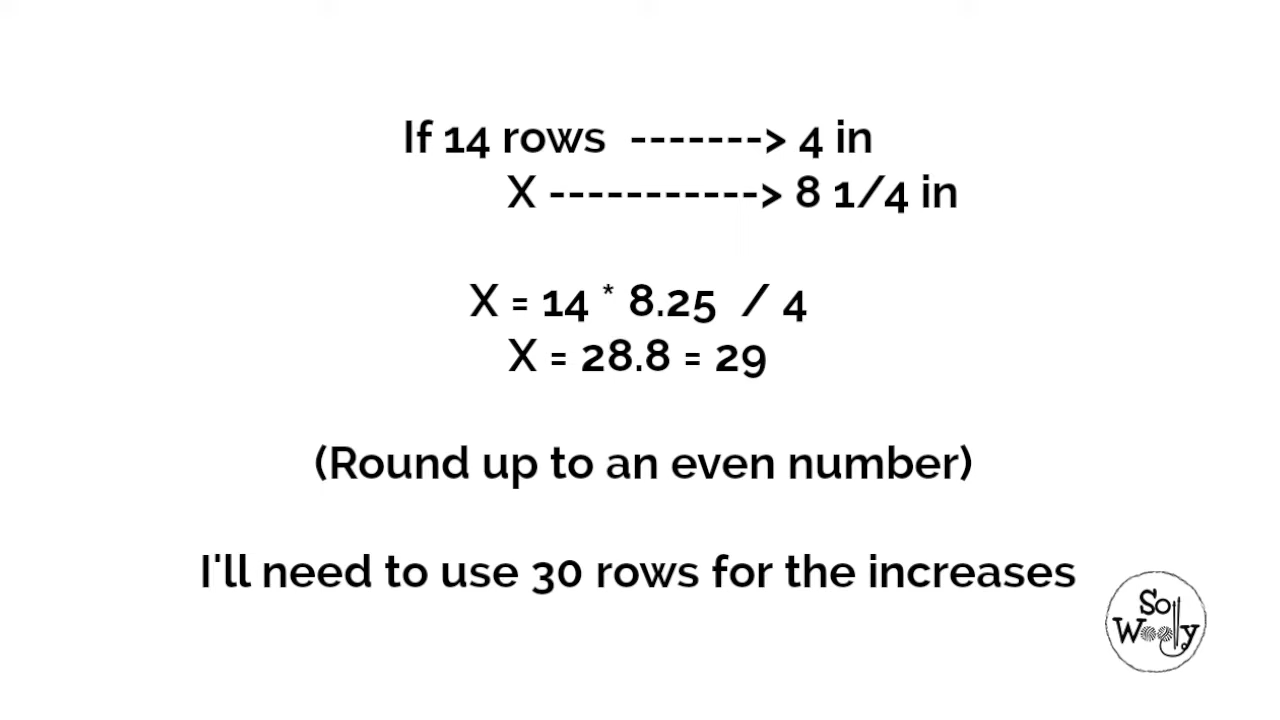 If 14 rows -------> 4 in
X -----------> 8 1/4 in
X = 14 * 8.25 / 4
X = 28.8 = 29
(Round up to an even number)
I'll need to use 30 rows for the increases
So
Woolly